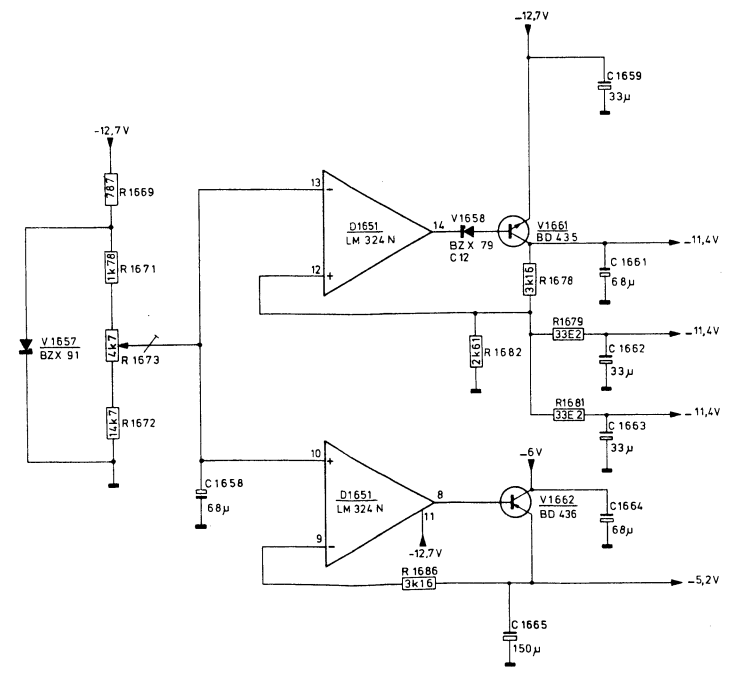 -12,7V
C1659
33µ
-12,7V
787
R1669
13
-
D1651
LM 324 N
14
V1658
BZX 79
C12
V1661
BD 435
-11,4V
1k78
R1671
12
+
3k16
R1678
C1661
68µ
V1657
BZX 91
4k7
R1673
R1679
33E2
-11,4V
2k61
R1682
C1662
33µ
R1681
33E2
-11,4V
14k7
R1672
C1663
33µ
-6V
10
+
C1658
68µ
D1651
LM 324 N
8
11
-12,7V
V1662
BD 436
C1664
68µ
9
-
R1686
3k16
-5,2V
C1665
150µ